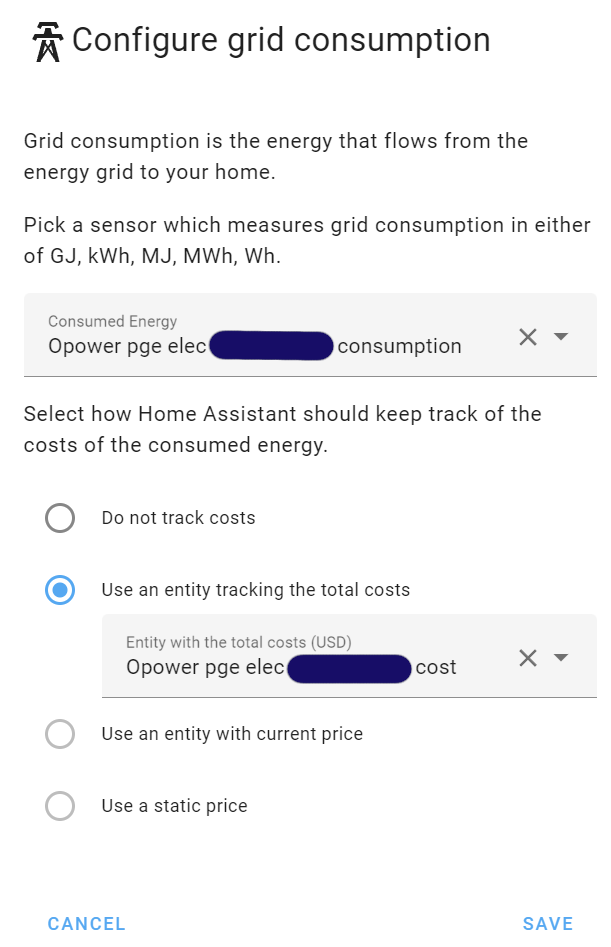 Configure grid consumption
Grid consumption is the energy that flows from the
energy grid to your home.
Pick a sensor which measures grid consumption in either
of GJ, kWh, MJ, MWh, Wh.
Consumed Energy
Opower pge elec consumption
Select how Home Assistant should keep track of the
costs of the consumed energy.
Do not track costs
Use an entity tracking the total costs
Entity with the total costs (USD)
Opower pge elec cost
Use an entity with current price
Use a static price
CANCEL SAVE